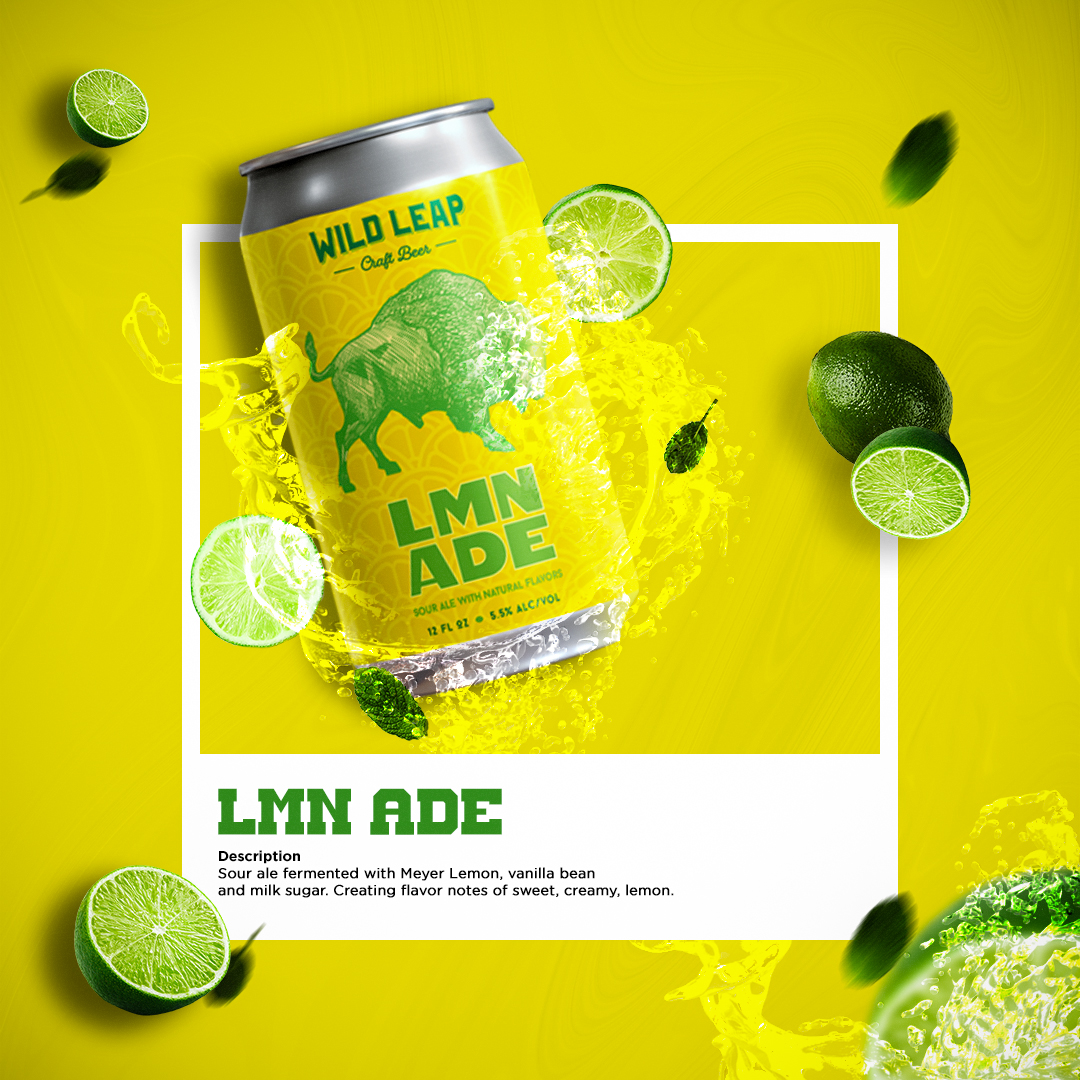 WILD LEAP
Craft Beer
LMN
ADE
SOUR ALE WITH NATURAL FLAVORS
12 FL OZ • 5.5% ALC/VOL
LMN ADE
Description
Sour ale fermented with Meyer Lemon, vanilla bean
and milk sugar. Creating flavor notes of sweet, creamy, lemon.